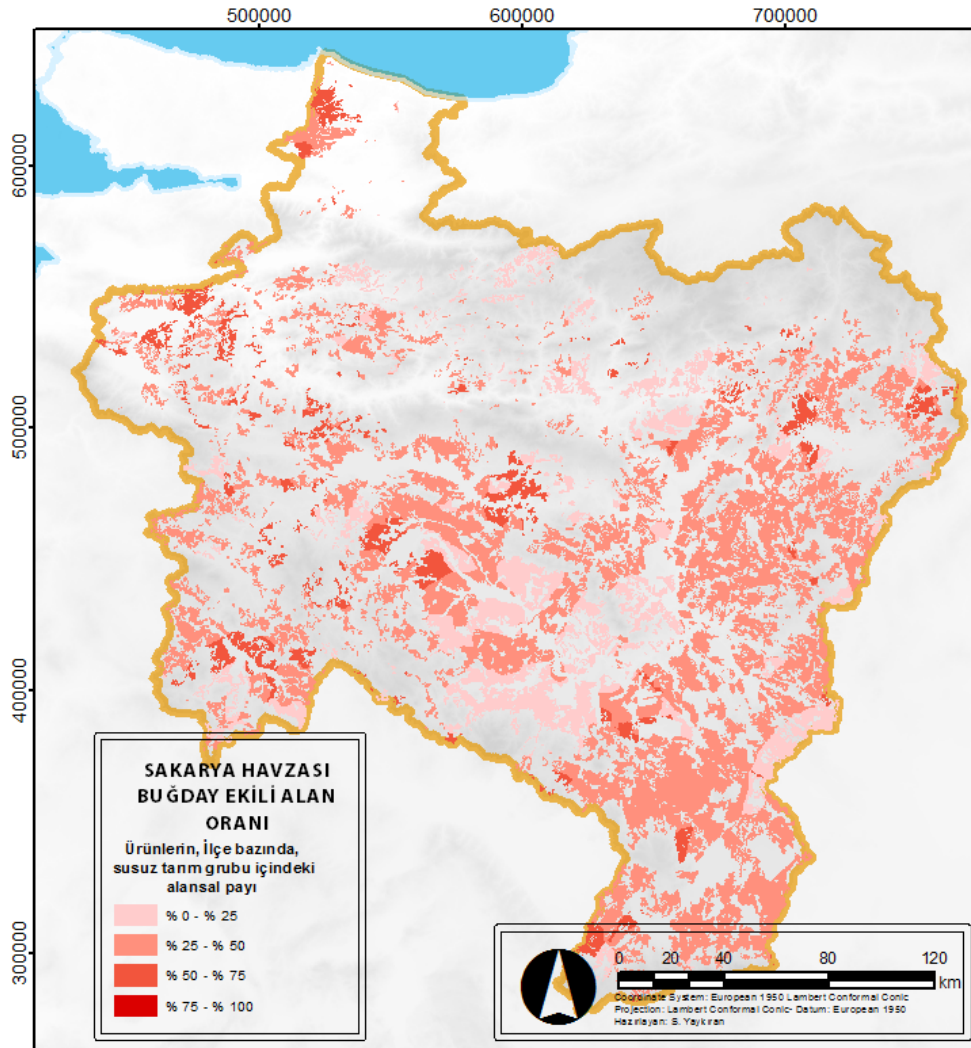 500000 600000 700000
600000
500000
400000
300000
SAKARYA HAVZASI
BUĞDAY EKİLİ ALAN
ORANI
Ürünlerin, İlçe bazında,
susuz tarım grubu içindeki
alansal payı
% 0 - % 25
% 25 - % 50
% 50 - % 75
% 75 - % 100
0 20 40 80 120
km
Coordinate System: European 1950 Lambert Conformal Conic
Projection: Lambert Conformal Conic- Datum: European 1950
Hazırlayan: S. Yaykıran